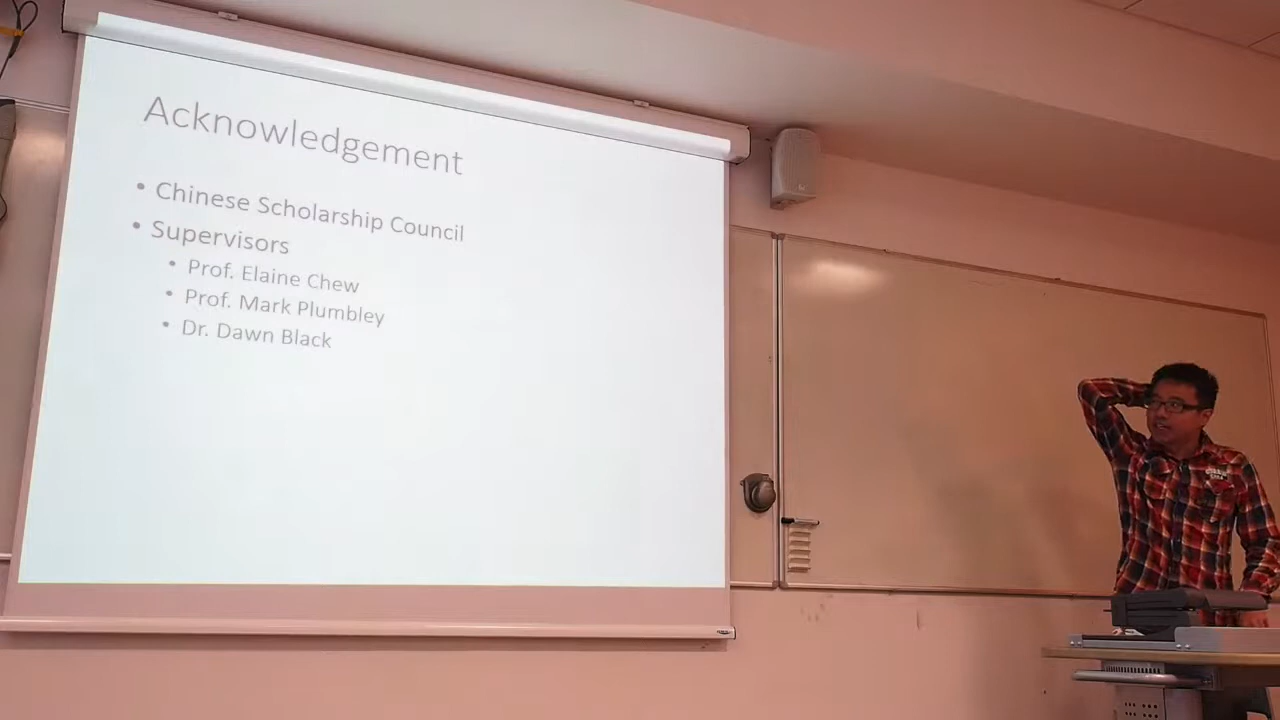 Acknowledgement
• Chinese Scholarship Council
• Supervisors
• Prof. Elaine Chew
• Prof. Mark Plumbley
• Dr. Dawn Black